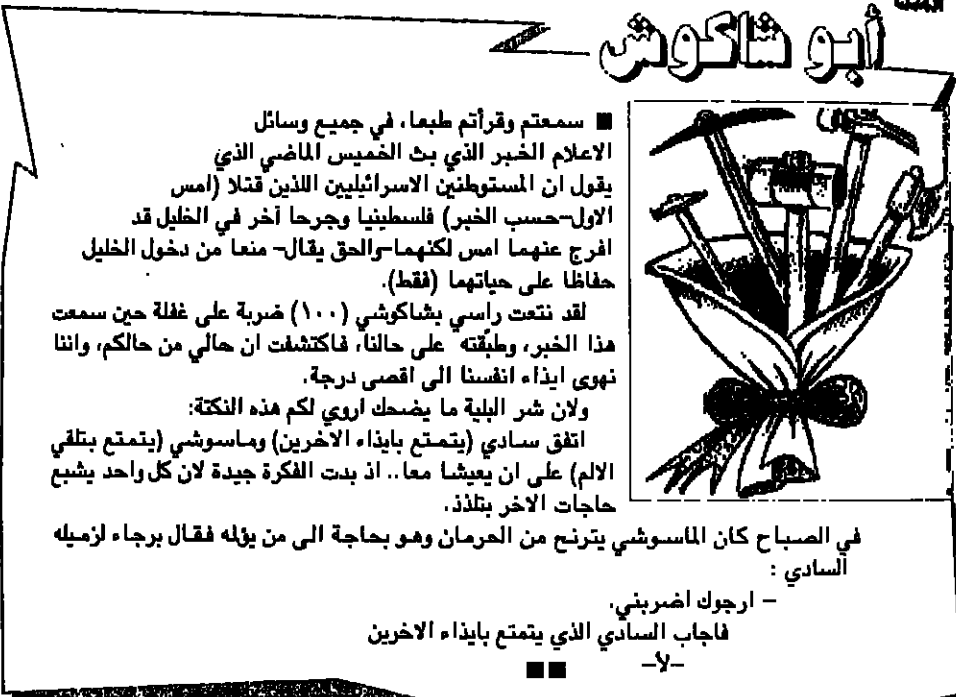 أبو شاكوش
■ سمعتم وقرأتم طبعا، في جميع وسائل
الاعلام الخبر الذي بث الخميس الماضي الذي
يقول ان المستوطنين الاسرائيليين اللذين قتلا (امس
الاول-حسب الخبر) فلسطينيا وجرحا آخر في الخليل قد
افرج عنهما امس لكنهما-والحق يقال- منعا من دخول الخليل
حفاظا على حياتهما (فقط).
لقد نتعت راسي بشاكوشي (١٠٠) ضربة على غفلة حين سمعت
هذا الخبر، وطبقته على حالنا، فاكتشفت ان حالي من حالكم، واننا
نهوى ايذاء انفسنا الى اقصى درجة.
ولان شر البلية ما يضحك اروي لكم هذه النكتة:
اتفق سادي (يتمتع بايذاء الاخرين) وماسوشي (يتمتع بتلقي
الالم) على ان يعيشا معا.. اذ بدت الفكرة جيدة لان كل واحد يشبع
حاجات الاخر بتلذذ.
في الصباح كان الماسوشي يترنح من الحرمان وهو بحاجة الى من يؤلمه فقال برجاء لزميله
السادي :
– ارجوك اضربني.
فاجاب السادي الذي يتمتع بايذاء الاخرين
–لأ– ■■